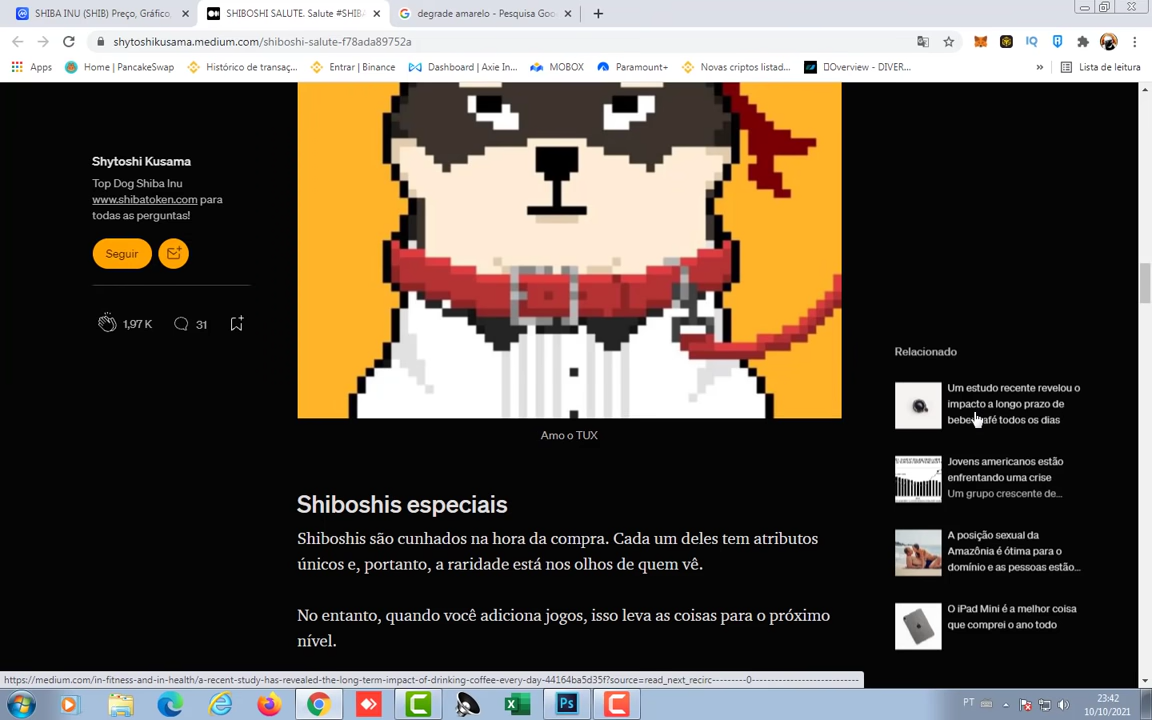 SHIBA INU (SHIB) Preço, Gráfico,
SHIBOSHI SALUTE. Salute #SHIBA
degrade amarelo - Pesquisa Goo
shytoshikusama.medium.com/shiboshi-salute-f78ada89752a
Apps
Home | PancakeSwap
Histórico de transaç...
Entrar | Binance
Dashboard | Axie In...
MOBOX
Paramount+
Novas criptos listad...
Overview - DIVER...
»
Lista de leitura
Shytoshi Kusama
Top Dog Shiba Inu
www.shibatoken.com para
todas as perguntas!
Seguir
1,97 K
31
Amo o TUX
Shiboshis especiais
Shiboshis são cunhados na hora da compra. Cada um deles tem atributos
únicos e, portanto, a raridade está nos olhos de quem vê.
No entanto, quando você adiciona jogos, isso leva as coisas para o próximo
nível.
Relacionado
Um estudo recente revelou o
impacto a longo prazo de
beber café todos os dias
Jovens americanos estão
enfrentando uma crise
Um grupo crescente de...
A posição sexual da
Amazônia é ótima para o
domínio e as pessoas estão...
O iPad Mini é a melhor coisa
que comprei o ano todo
https://medium.com/in-fitness-and-in-health/a-recent-study-has-revealed-the-long-term-impact-of-drinking-coffee-every-day-44164ba5d35f?source=read_next_recirc---------0---------------------------
PT
23:42
10/10/2021